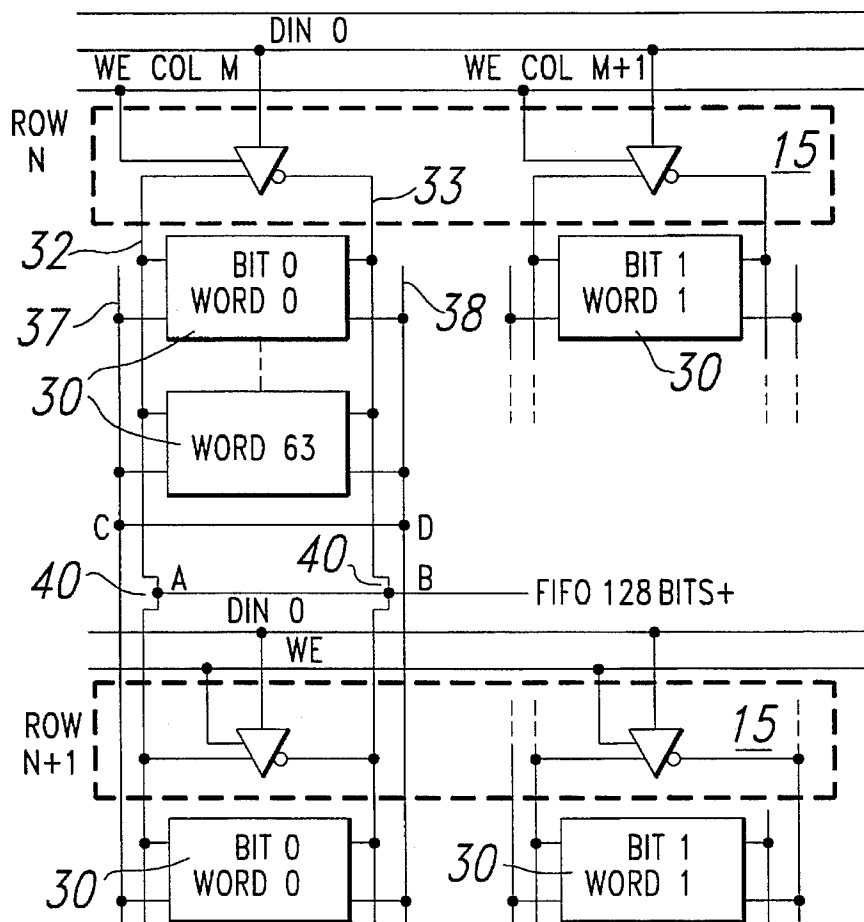 DIN 0
WE COL M
WE COL M+1
ROW
N
15
33
32
BIT 0
WORD 0
BIT 1
WORD 1
37
38
30
30
WORD 63
C
D
40
A
40
B
FIFO 128 BITS+
DIN 0
WE
ROW
N+1
15
BIT 0
WORD 0
BIT 1
WORD 1
30
30